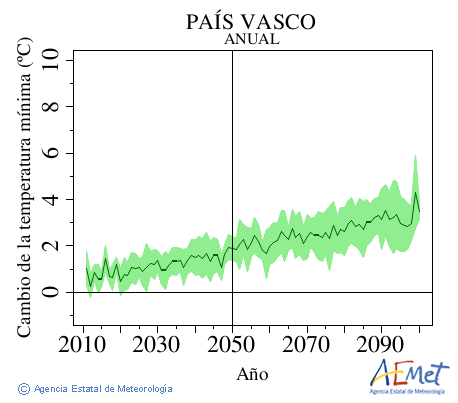 PAÍS VASCO
ANUAL
Cambio de la temperatura mínima (ºC)
10
8
6
4
2
0
2010 2030 2050 2070 2090
Año
© Agencia Estatal de Meteorología
AEMet
Agencia Estatal de Meteorología